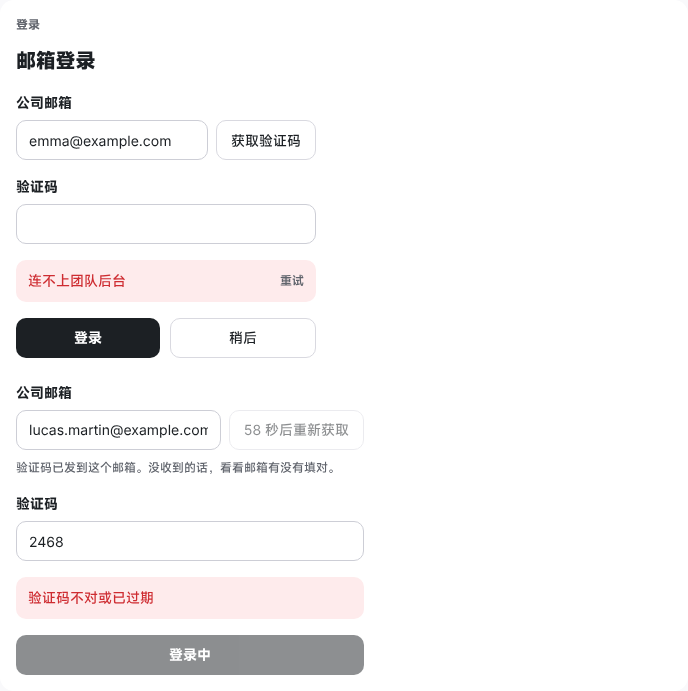 登录
邮箱登录
公司邮箱
emma@example.com 获取验证码
验证码
连不上团队后台 重试
登录 稍后
公司邮箱
lucas.martin@example.com 58 秒后重新获取
验证码已发到这个邮箱。没收到的话，看看邮箱有没有填对。
验证码
2468
验证码不对或已过期
登录中